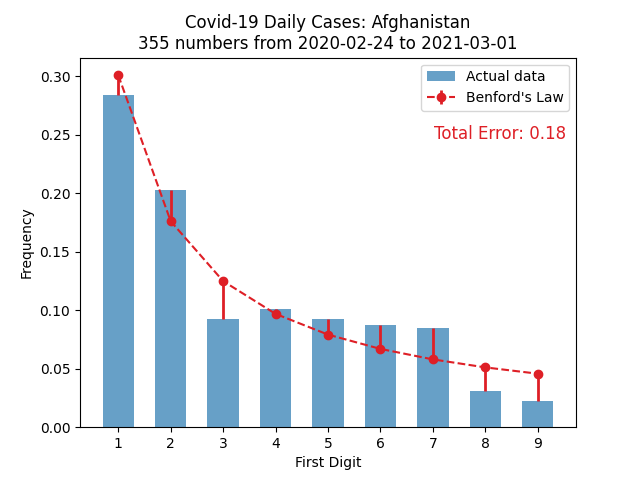 Covid-19 Daily Cases: Afghanistan
355 numbers from 2020-02-24 to 2021-03-01
Actual data
Benford's Law
Total Error: 0.18
Frequency
0.30
0.25
0.20
0.15
0.10
0.05
0.00
1 2 3 4 5 6 7 8 9
First Digit